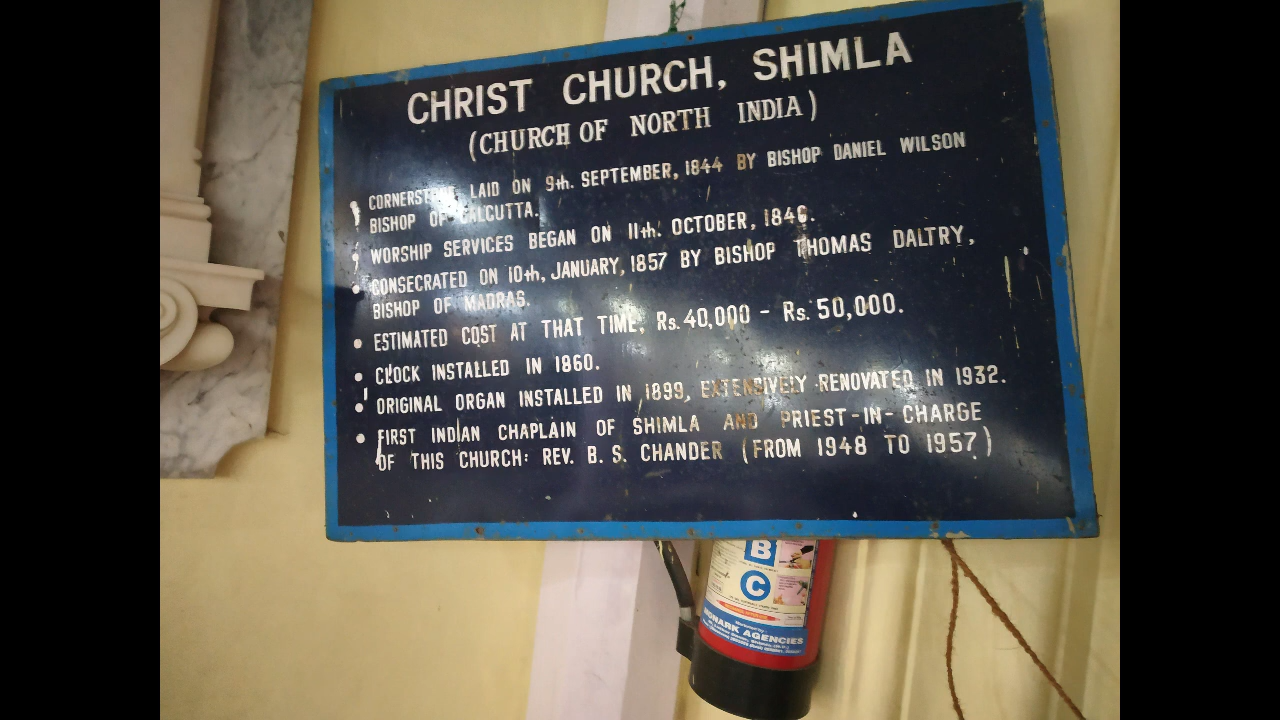 CHRIST CHURCH, SHIMLA
(CHURCH OF NORTH INDIA)
• CORNERSTONE LAID ON 9th. SEPTEMBER, 1844 BY BISHOP DANIEL WILSON
BISHOP OF CALCUTTA.
• WORSHIP SERVICES BEGAN ON 11th. OCTOBER, 1846.
• CONSECRATED ON 10th, JANUARY, 1857 BY BISHOP THOMAS DALTRY,
BISHOP OF MADRAS.
• ESTIMATED COST AT THAT TIME, Rs. 40,000 - Rs. 50,000.
• CLOCK INSTALLED IN 1860.
• ORIGINAL ORGAN INSTALLED IN 1899, EXTENSIVELY RENOVATED IN 1932.
• FIRST INDIAN CHAPLAIN OF SHIMLA AND PRIEST-IN-CHARGE
OF THIS CHURCH: REV. B. S. CHANDER (FROM 1948 TO 1957)
B
C
MONARK AGENCIES